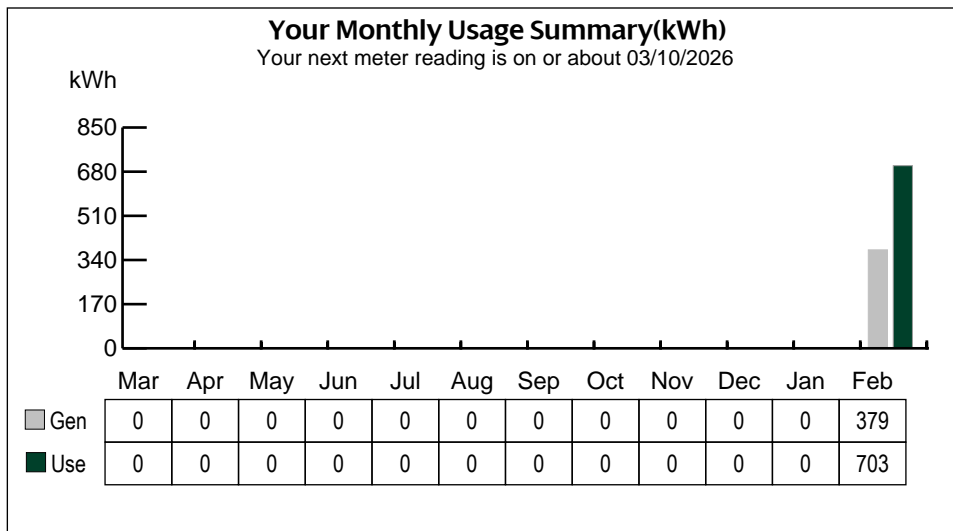 Your Monthly Usage Summary(kWh)
Your next meter reading is on or about 03/10/2026
kWh
850
680
510
340
170
0
Mar Apr May Jun Jul Aug Sep Oct Nov Dec Jan Feb
Gen 0 0 0 0 0 0 0 0 0 0 0 379
Use 0 0 0 0 0 0 0 0 0 0 0 703